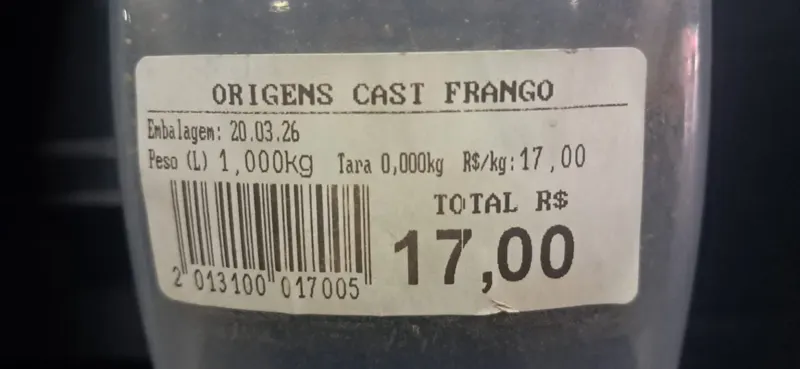 ORIGENS CAST FRANGO
Embalagem: 20.03.26
Peso (L) 1,000kg Tara 0,000kg R$/kg: 17,00
TOTAL R$
17,00
2 013100 017005